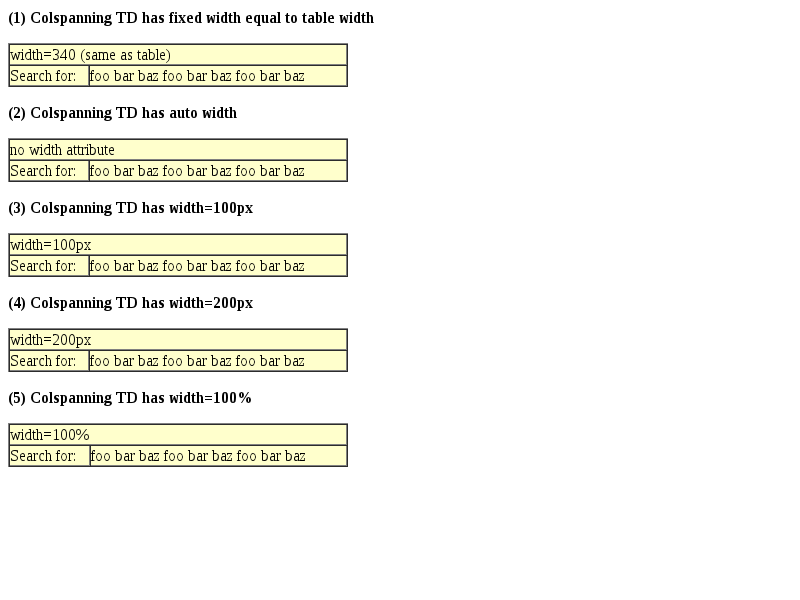 (1) Colspanning TD has fixed width equal to table width
width=340 (same as table)
Search for: foo bar baz foo bar baz foo bar baz
(2) Colspanning TD has auto width
no width attribute
Search for: foo bar baz foo bar baz foo bar baz
(3) Colspanning TD has width=100px
width=100px
Search for: foo bar baz foo bar baz foo bar baz
(4) Colspanning TD has width=200px
width=200px
Search for: foo bar baz foo bar baz foo bar baz
(5) Colspanning TD has width=100%
width=100%
Search for: foo bar baz foo bar baz foo bar baz